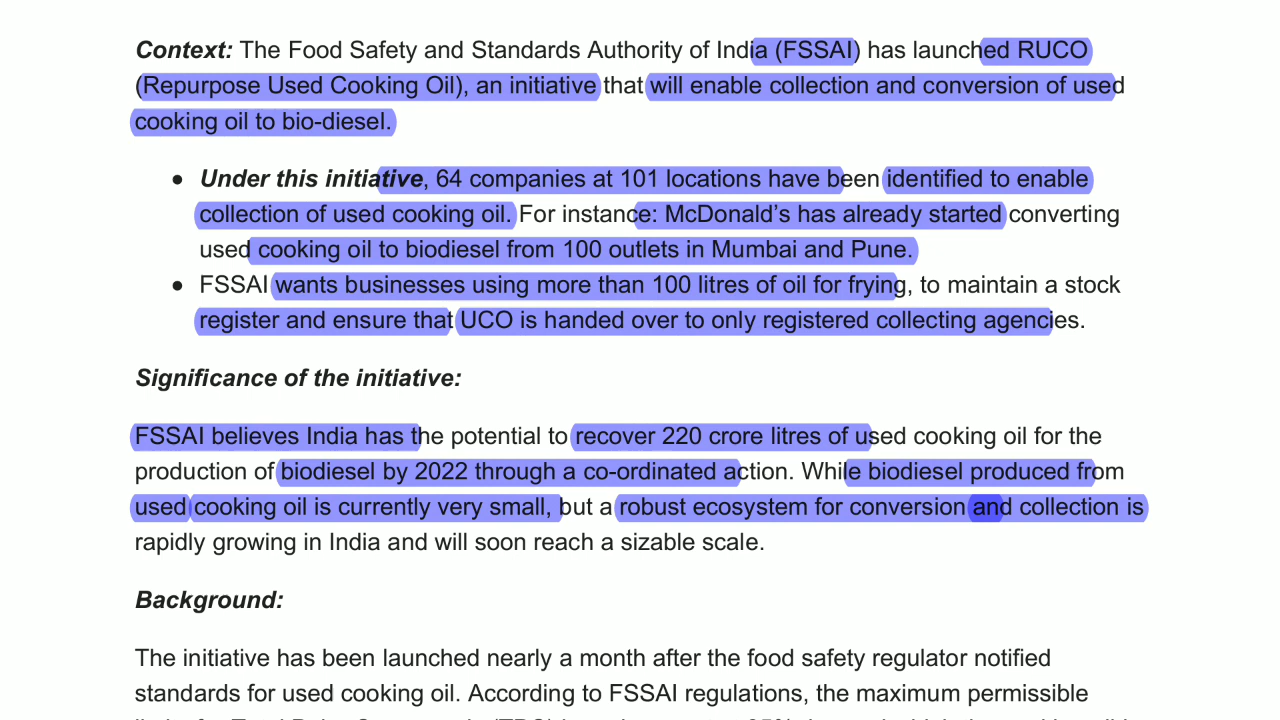 Context: The Food Safety and Standards Authority of India (FSSAI) has launched RUCO
(Repurpose Used Cooking Oil), an initiative that will enable collection and conversion of used
cooking oil to bio-diesel.
● Under this initiative, 64 companies at 101 locations have been identified to enable
collection of used cooking oil. For instance: McDonald’s has already started converting
used cooking oil to biodiesel from 100 outlets in Mumbai and Pune.
● FSSAI wants businesses using more than 100 litres of oil for frying, to maintain a stock
register and ensure that UCO is handed over to only registered collecting agencies.
Significance of the initiative:
FSSAI believes India has the potential to recover 220 crore litres of used cooking oil for the
production of biodiesel by 2022 through a co-ordinated action. While biodiesel produced from
used cooking oil is currently very small, but a robust ecosystem for conversion and collection is
rapidly growing in India and will soon reach a sizable scale.
Background:
The initiative has been launched nearly a month after the food safety regulator notified
standards for used cooking oil. According to FSSAI regulations, the maximum permissible